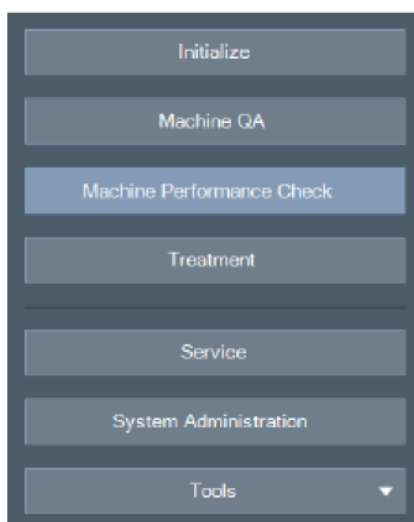 Initialize
Machine QA
Machine Performance Check
Treatment
Service
System Administration
Tools